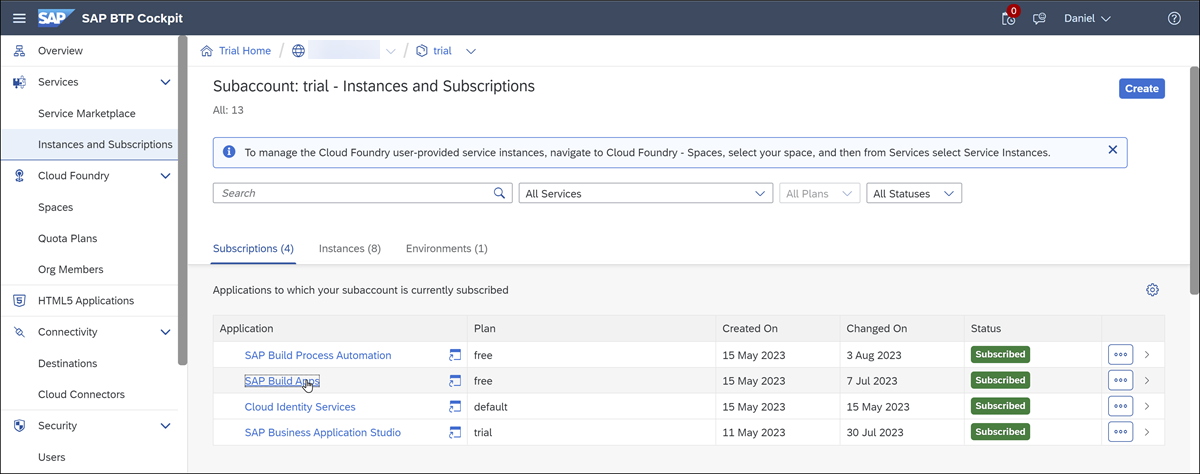 SAP SAP BTP Cockpit 0 Daniel
Overview
Services
Service Marketplace
Instances and Subscriptions
Cloud Foundry
Spaces
Quota Plans
Org Members
HTML5 Applications
Connectivity
Destinations
Cloud Connectors
Security
Users
Trial Home / / trial
Subaccount: trial - Instances and Subscriptions
Create
All: 13
To manage the Cloud Foundry user-provided service instances, navigate to Cloud Foundry - Spaces, select your space, and then from Services select Service Instances.
Search All Services All Plans All Statuses
Subscriptions (4) Instances (8) Environments (1)
Applications to which your subaccount is currently subscribed
Application Plan Created On Changed On Status
SAP Build Process Automation free 15 May 2023 3 Aug 2023 Subscribed
SAP Build Apps free 15 May 2023 7 Jul 2023 Subscribed
Cloud Identity Services default 15 May 2023 15 May 2023 Subscribed
SAP Business Application Studio trial 11 May 2023 30 Jul 2023 Subscribed